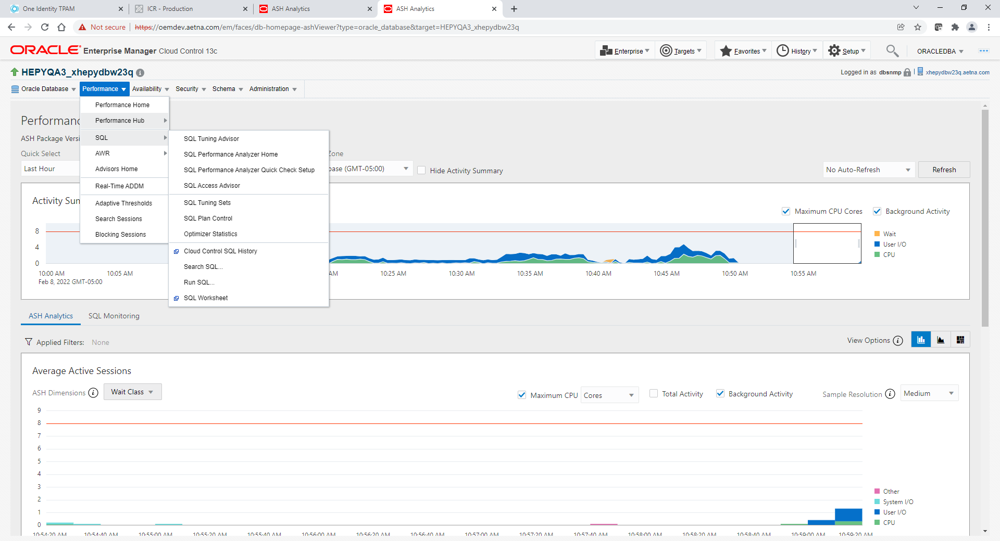 One Identity TPAM
ICR - Production
ASH Analytics
ASH Analytics
Not secure
https://oemdev.aetna.com/em/faces/db-homepage-ashViewer?type=oracle_database&target=HEPYQA3_xhepydbw23q
ORACLE® Enterprise Manager Cloud Control 13c
Enterprise
Targets
Favorites
History
Setup
ORACLEDBA
HEPYQA3_xhepydbw23q
Logged in as dbsnmp
xhepydbw23q.aetna.com
Oracle Database
Performance
Availability
Security
Schema
Administration
Performance Home
Performance Hub
SQL
AWR
Advisors Home
Real-Time ADDM
Adaptive Thresholds
Search Sessions
Blocking Sessions
SQL Tuning Advisor
SQL Performance Analyzer Home
SQL Performance Analyzer Quick Check Setup
SQL Access Advisor
SQL Tuning Sets
SQL Plan Control
Optimizer Statistics
Cloud Control SQL History
Search SQL...
Run SQL...
SQL Worksheet
Performanc
ASH Package Versi
Quick Select
Zone
Last Hour
base (GMT-05:00)
Hide Activity Summary
No Auto-Refresh
Refresh
Activity Sum
Maximum CPU Cores
Background Activity
8
4
0
Wait
User I/O
CPU
10:00 AM
10:05 AM
AM
10:25 AM
10:30 AM
10:35 AM
10:40 AM
10:45 AM
10:50 AM
10:55 AM
Feb 8, 2022 GMT-05:00
ASH Analytics
SQL Monitoring
Applied Filters: None
View Options
Average Active Sessions
ASH Dimensions
Wait Class
Maximum CPU
Cores
Total Activity
Background Activity
Sample Resolution
Medium
9
8
7
6
5
4
3
2
1
0
Other
System I/O
User I/O
CPU
10:54:20 AM
10:54:40 AM
10:55:00 AM
10:55:20 AM
10:55:40 AM
10:56:00 AM
10:56:20 AM
10:56:40 AM
10:57:00 AM
10:57:20 AM
10:57:40 AM
10:58:00 AM
10:58:20 AM
10:58:40 AM
10:59:00 AM
10:59:20 AM